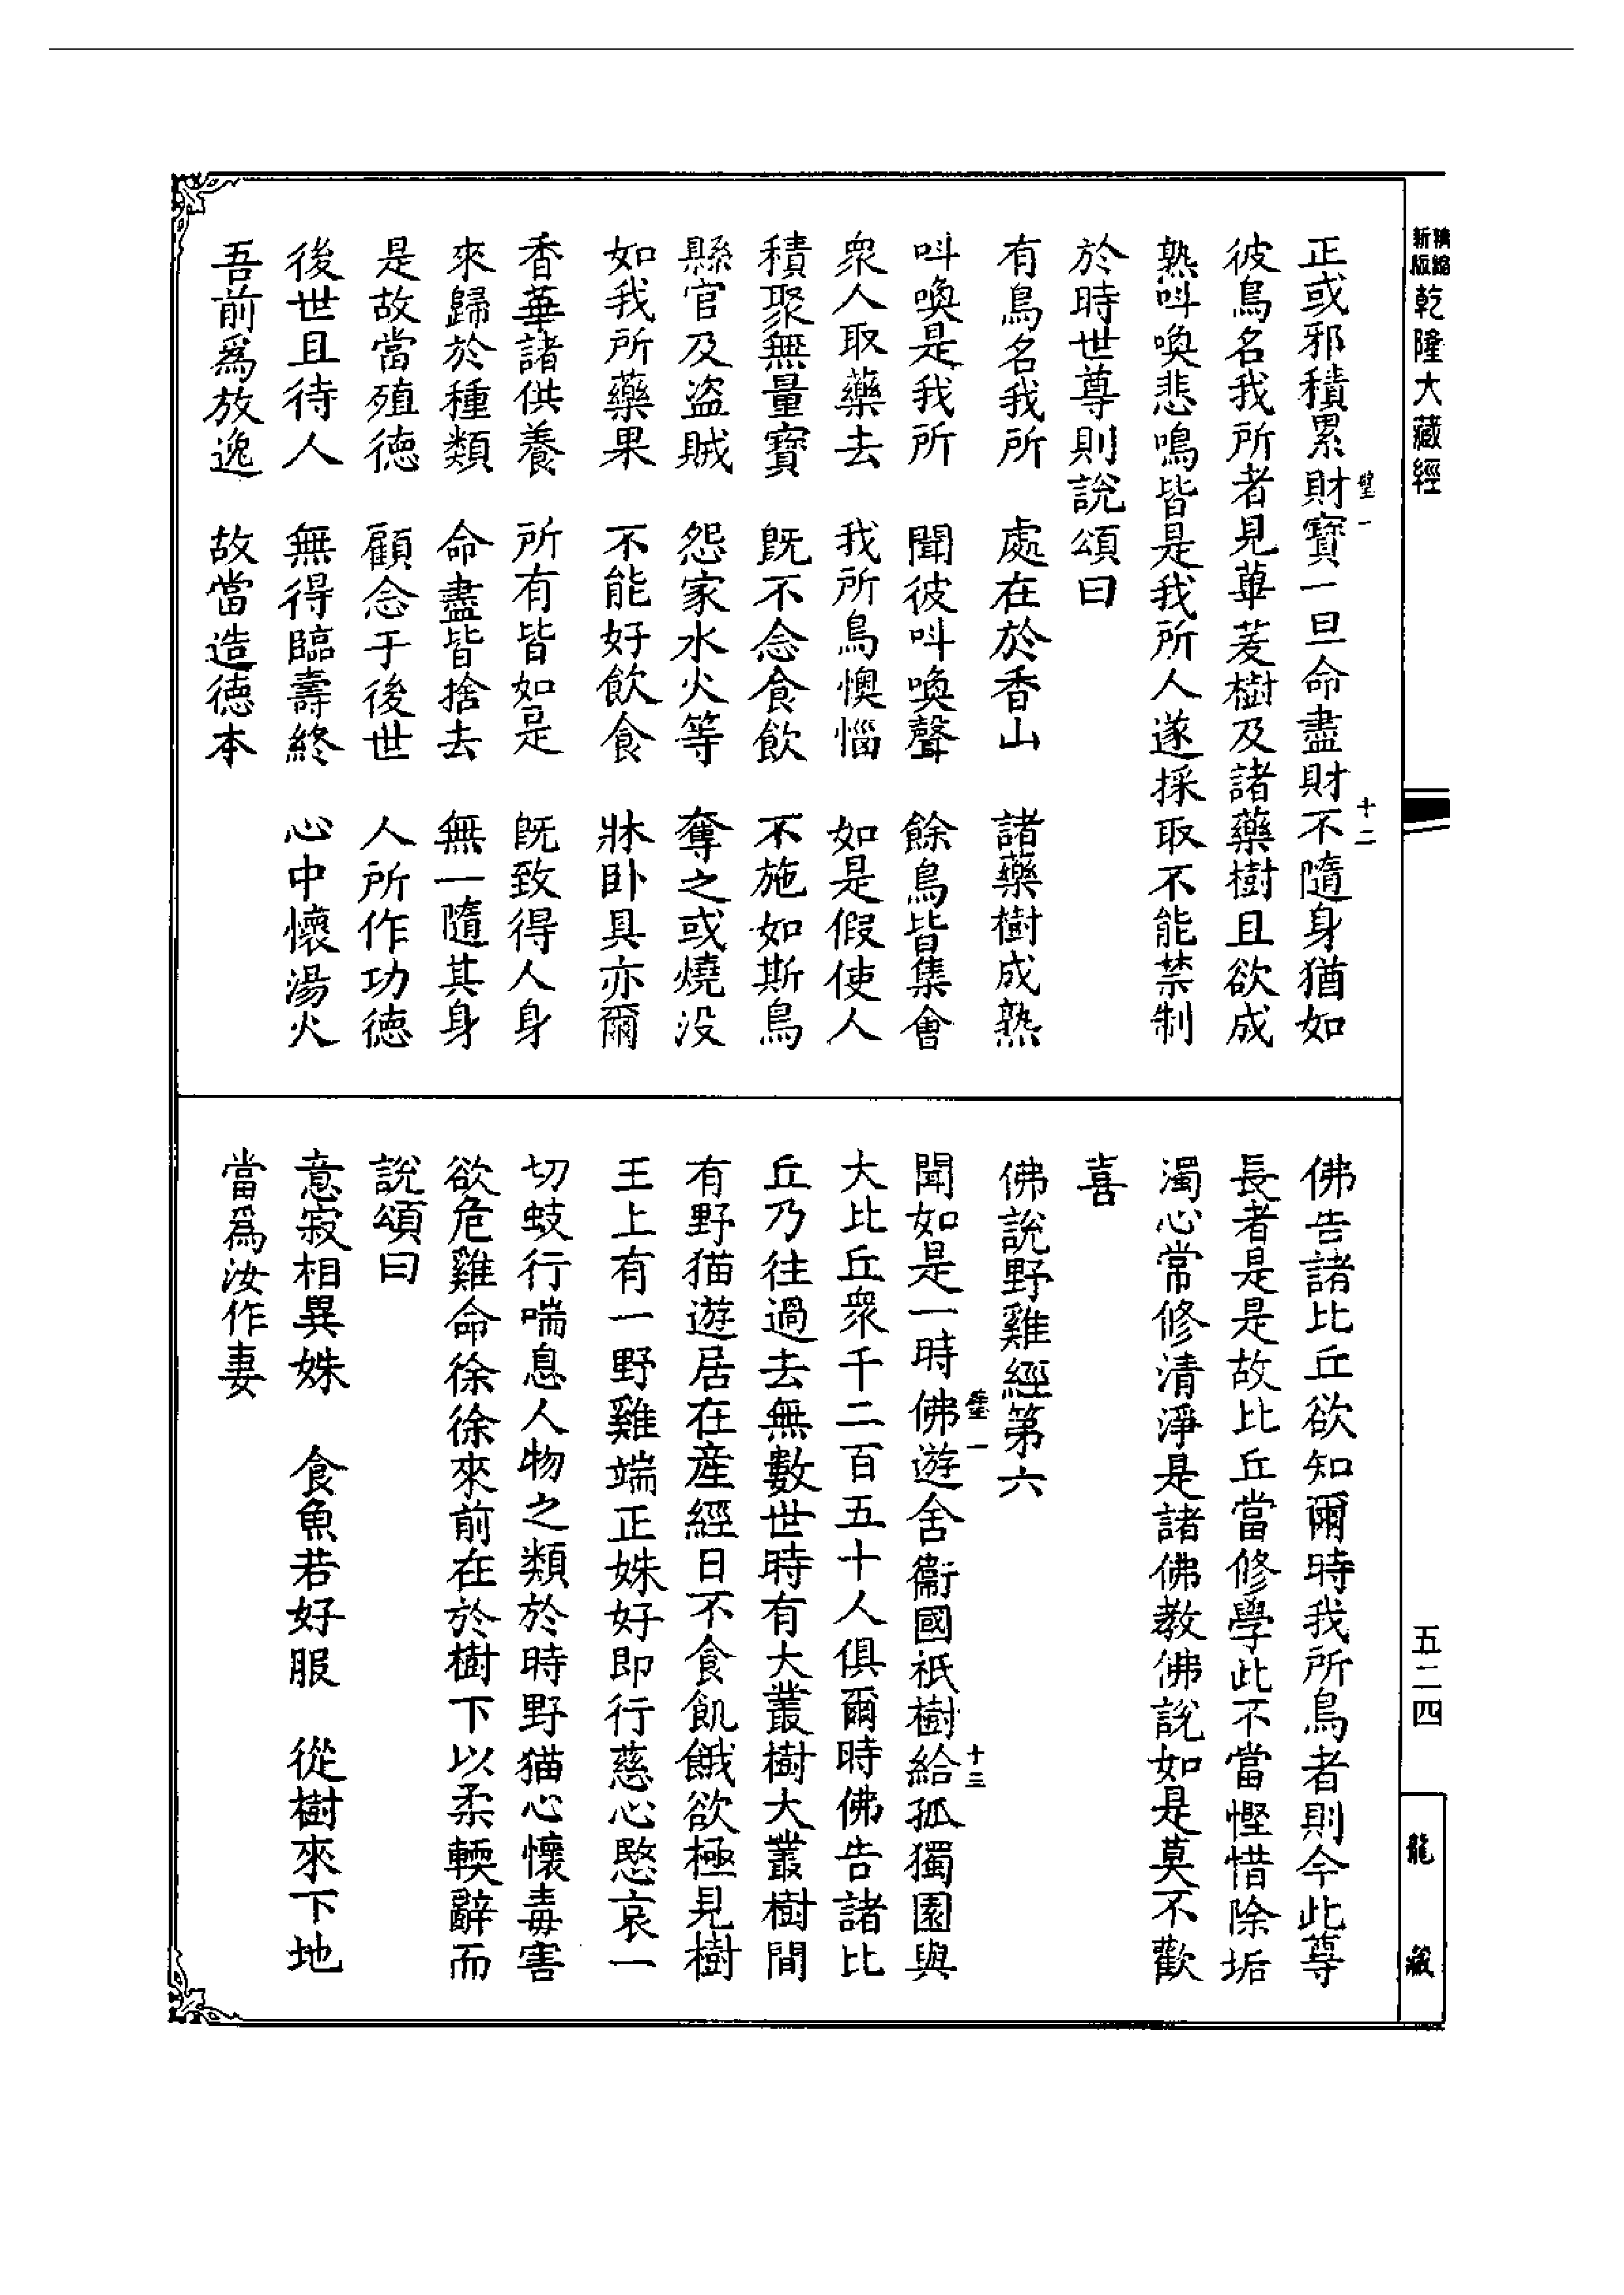 新版精縮乾隆大藏經
正或邪積累財寶一旦命盡財不隨身猶如
彼鳥名我所者見蓽茇樹及諸藥樹且欲成
熟叫喚悲鳴皆是我所人遂採取不能禁制
於時世尊則說頌曰
有鳥名我所 處在於香山 諸藥樹成熟
叫喚是我所 聞彼叫喚聲 餘鳥皆集會
衆人取藥去 我所鳥懊惱 如是假使人
積聚無量寳 既不念食飲 不施如斯鳥
縣官及盗賊 怨家水火等 奪之或燒没
如我所藥果 不能好飲食 牀卧具亦爾
香華諸供養 所有皆如是 既致得人身
來歸於種類 命盡皆捨去 無一隨其身
是故當殖德 顧念于後世 人所作功德
後世且待人 無得臨壽終 心中懷湯火
吾前爲放逸 故當造德本
佛告諸比丘欲知爾時我所鳥者則今此尊
長者是是故比丘當修學此不當慳惜除垢
濁心常修清淨是諸佛教佛說如是莫不歡
喜
佛說野雞經第六
聞如是一時佛遊舍衞國祇樹給孤獨園與
大比丘衆千二百五十人俱爾時佛告諸比
丘乃往過去無數世時有大叢樹大叢樹間
有野猫遊居在產經日不食飢餓欲極見樹
王上有一野雞端正姝好即行慈心愍哀一
切蚑行喘息人物之類於時野猫心懷毒害
欲危雞命徐徐來前在於樹下以柔輭辭而
說頌曰
意寂相異姝 食魚若好服 從樹來下地
當爲汝作妻
壁一
十二
壁一
十三
五二四
龍藏